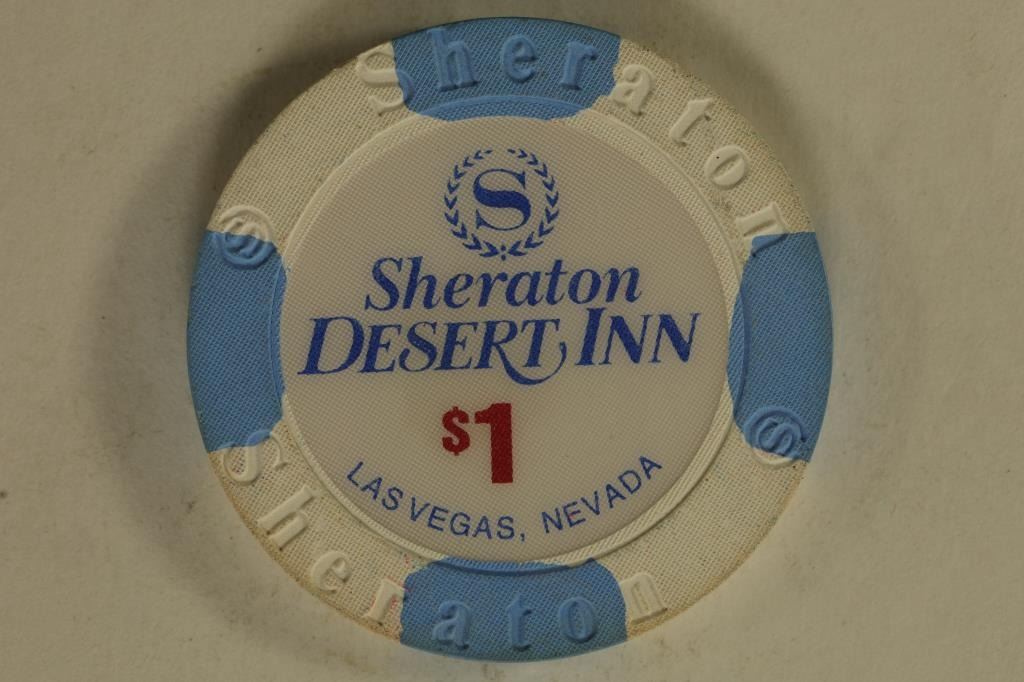 Sheraton
S
Sheraton
DESERT INN
$1
LAS VEGAS, NEVADA
S
S
Sheraton